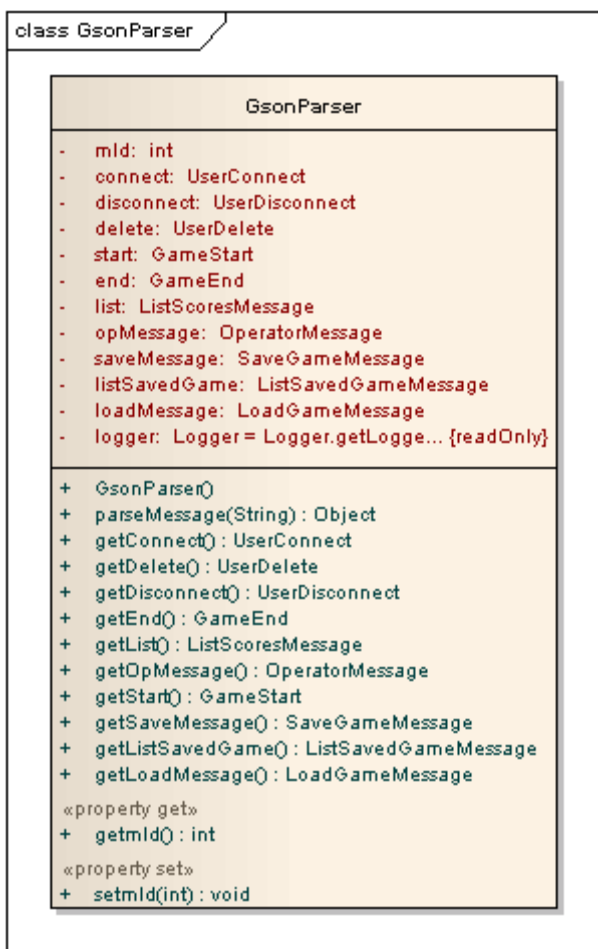 class GsonParser
GsonParser
- mId: int
- connect: UserConnect
- disconnect: UserDisconnect
- delete: UserDelete
- start: GameStart
- end: GameEnd
- list: ListScoresMessage
- opMessage: OperatorMessage
- saveMessage: SaveGameMessage
- listSavedGame: ListSavedGameMessage
- loadMessage: LoadGameMessage
- logger: Logger = Logger.getLogge... {readOnly}
+ GsonParser()
+ parseMessage(String) : Object
+ getConnect() : UserConnect
+ getDelete() : UserDelete
+ getDisconnect() : UserDisconnect
+ getEnd() : GameEnd
+ getList() : ListScoresMessage
+ getOpMessage() : OperatorMessage
+ getStart() : GameStart
+ getSaveMessage() : SaveGameMessage
+ getListSavedGame() : ListSavedGameMessage
+ getLoadMessage() : LoadGameMessage
«property get»
+ getmId() : int
«property set»
+ setmId(int) : void